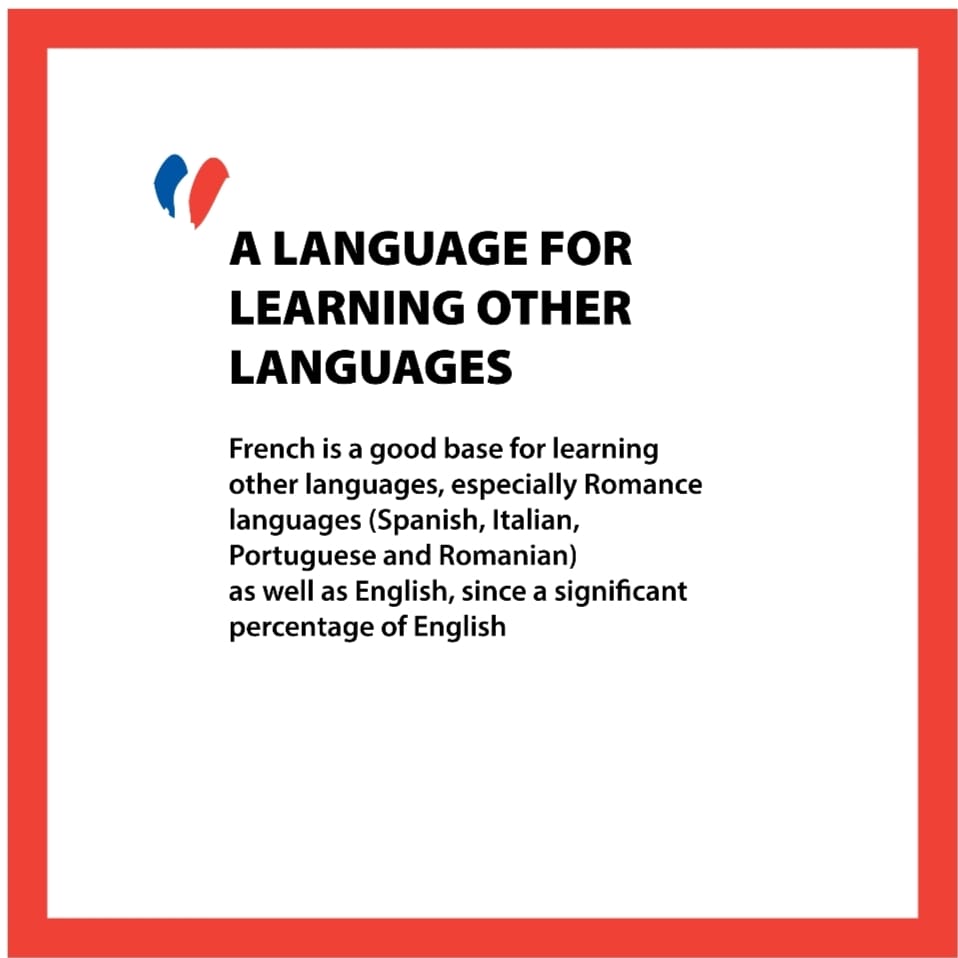 A LANGUAGE FOR
LEARNING OTHER
LANGUAGES
French is a good base for learning
other languages, especially Romance
languages (Spanish, Italian,
Portuguese and Romanian)
as well as English, since a significant
percentage of English